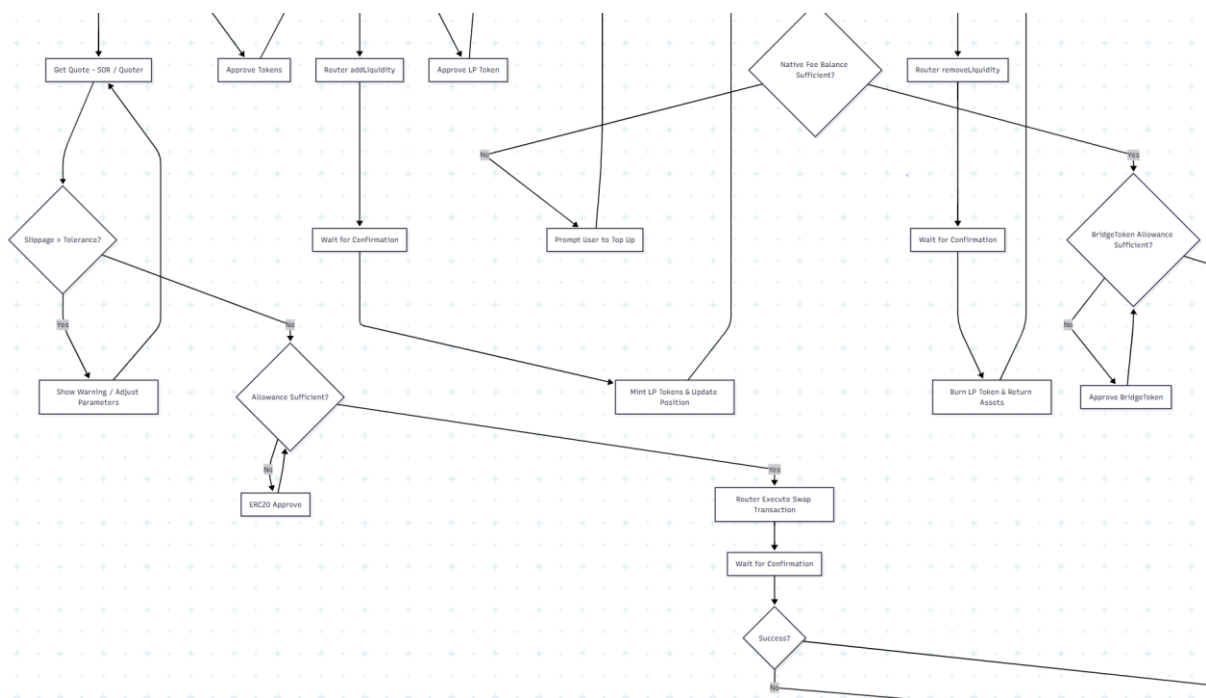 Get Quote - SOR / Quoter
Approve Tokens
Router addLiquidity
Approve LP Token
Native Fee Balance
Sufficient?
Router removeLiquidity
No
Yes
Slippage > Tolerance?
Wait for Confirmation
Prompt User to Top Up
Wait for Confirmation
BridgeToken Allowance
Sufficient?
Yes
No
No
Show Warning / Adjust
Parameters
Allowance Sufficient?
Mint LP Tokens & Update
Position
Burn LP Token & Return
Assets
Approve BridgeToken
No
Yes
ERC20 Approve
Router Execute Swap
Transaction
Wait for Confirmation
Success?
No